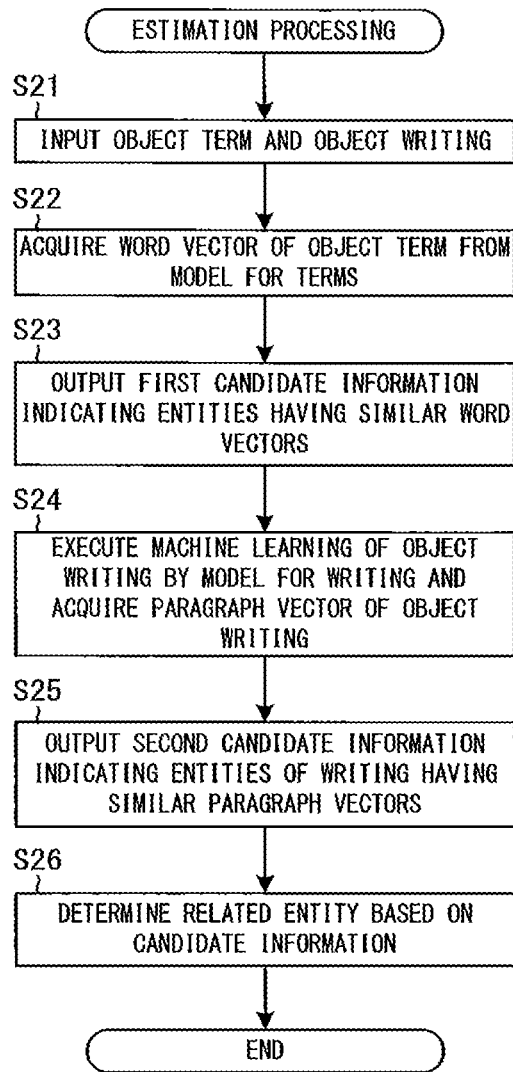 ESTIMATION PROCESSING
S21
INPUT OBJECT TERM AND OBJECT WRITING
S22
ACQUIRE WORD VECTOR OF OBJECT TERM FROM
MODEL FOR TERMS
S23
OUTPUT FIRST CANDIDATE INFORMATION
INDICATING ENTITIES HAVING SIMILAR WORD
VECTORS
S24
EXECUTE MACHINE LEARNING OF OBJECT
WRITING BY MODEL FOR WRITING AND
ACQUIRE PARAGRAPH VECTOR OF OBJECT
WRITING
S25
OUTPUT SECOND CANDIDATE INFORMATION
INDICATING ENTITIES OF WRITING HAVING
SIMILAR PARAGRAPH VECTORS
S26
DETERMINE RELATED ENTITY BASED ON
CANDIDATE INFORMATION
END